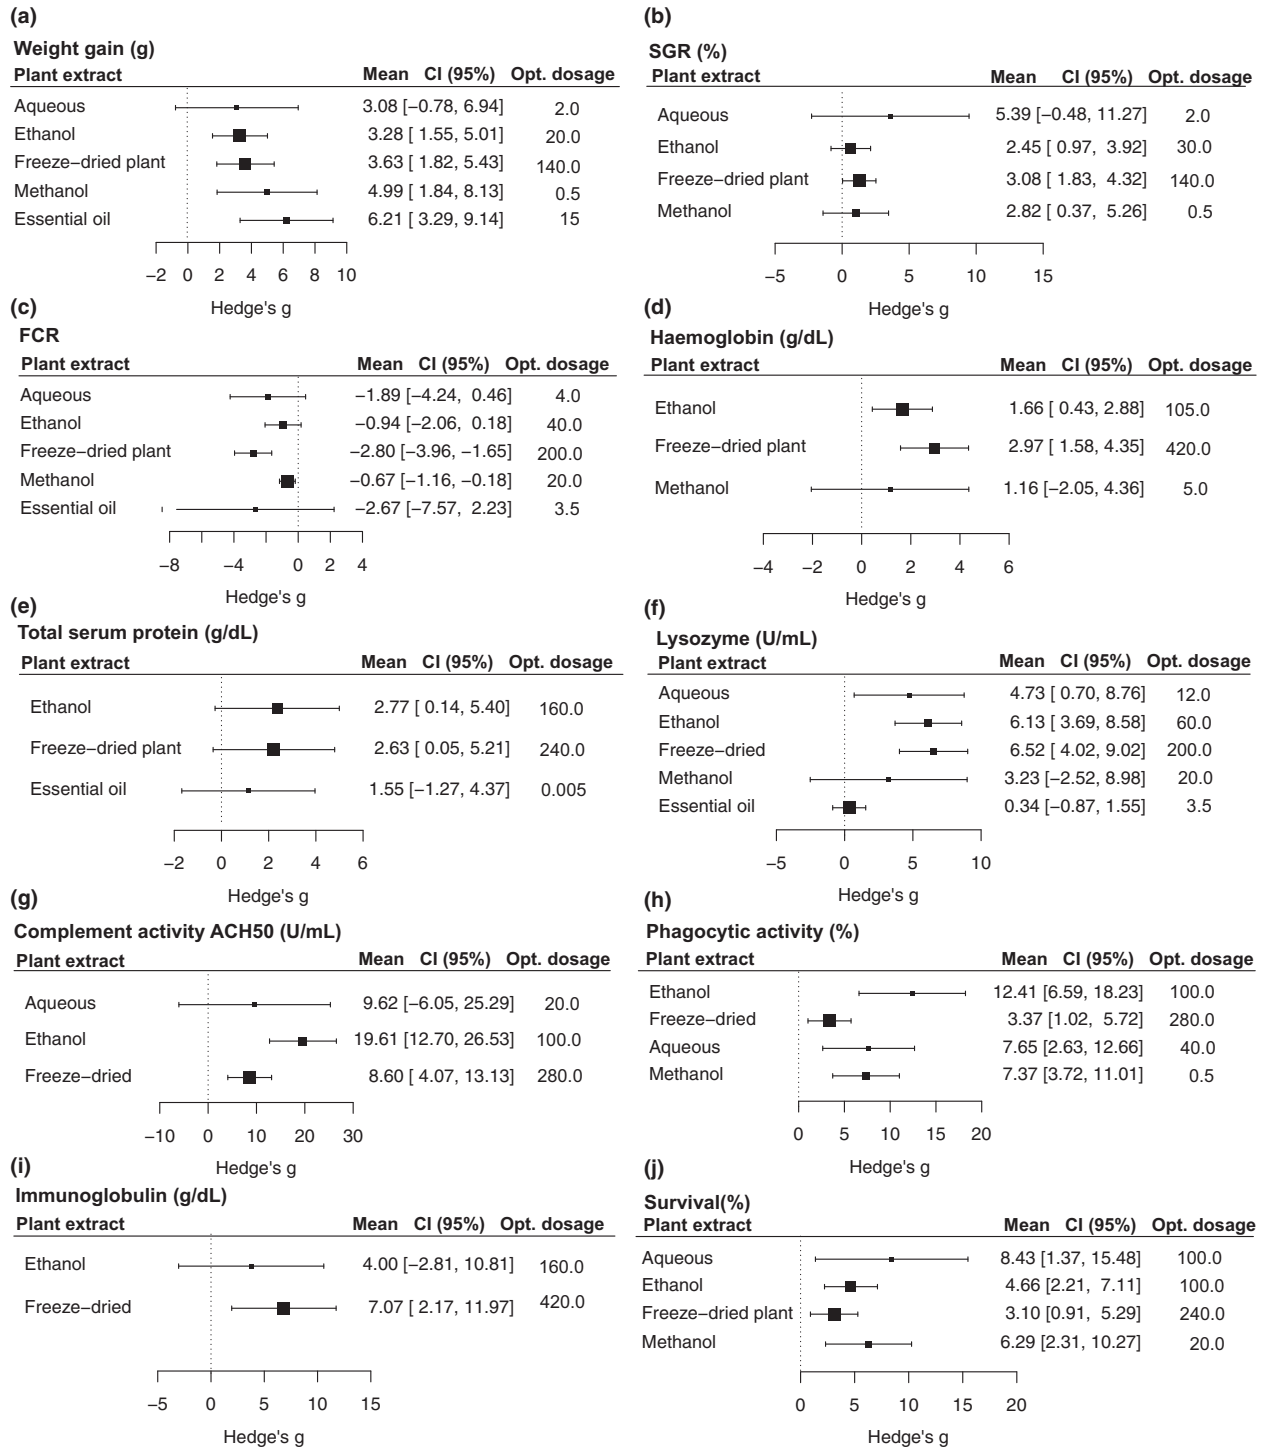 (a)
Weight gain (g)
Plant extract Mean CI (95%) Opt. dosage
Aqueous 3.08 [−0.78, 6.94] 2.0
Ethanol 3.28 [ 1.55, 5.01] 20.0
Freeze−dried plant 3.63 [ 1.82, 5.43] 140.0
Methanol 4.99 [ 1.84, 8.13] 0.5
Essential oil 6.21 [ 3.29, 9.14] 15
−2 0 2 4 6 8 10
Hedge's g
(b)
SGR (%)
Plant extract Mean CI (95%) Opt. dosage
Aqueous 5.39 [−0.48, 11.27] 2.0
Ethanol 2.45 [ 0.97, 3.92] 30.0
Freeze−dried plant 3.08 [ 1.83, 4.32] 140.0
Methanol 2.82 [ 0.37, 5.26] 0.5
−5 0 5 10 15
Hedge's g
(c)
FCR
Plant extract Mean CI (95%) Opt. dosage
Aqueous −1.89 [−4.24, 0.46] 4.0
Ethanol −0.94 [−2.06, 0.18] 40.0
Freeze−dried plant −2.80 [−3.96, −1.65] 200.0
Methanol −0.67 [−1.16, −0.18] 20.0
Essential oil −2.67 [−7.57, 2.23] 3.5
−8 −4 0 2 4
Hedge's g
(d)
Haemoglobin (g/dL)
Plant extract Mean CI (95%) Opt. dosage
Ethanol 1.66 [ 0.43, 2.88] 105.0
Freeze−dried plant 2.97 [ 1.58, 4.35] 420.0
Methanol 1.16 [−2.05, 4.36] 5.0
−4 −2 0 2 4 6
Hedge's g
(e)
Total serum protein (g/dL)
Plant extract Mean CI (95%) Opt. dosage
Ethanol 2.77 [ 0.14, 5.40] 160.0
Freeze−dried plant 2.63 [ 0.05, 5.21] 240.0
Essential oil 1.55 [−1.27, 4.37] 0.005
−2 0 2 4 6
Hedge's g
(f)
Lysozyme (U/mL)
Plant extract Mean CI (95%) Opt. dosage
Aqueous 4.73 [ 0.70, 8.76] 12.0
Ethanol 6.13 [ 3.69, 8.58] 60.0
Freeze−dried 6.52 [ 4.02, 9.02] 200.0
Methanol 3.23 [−2.52, 8.98] 20.0
Essential oil 0.34 [−0.87, 1.55] 3.5
−5 0 5 10
Hedge's g
(g)
Complement activity ACH50 (U/mL)
Plant extract Mean CI (95%) Opt. dosage
Aqueous 9.62 [−6.05, 25.29] 20.0
Ethanol 19.61 [12.70, 26.53] 100.0
Freeze−dried 8.60 [ 4.07, 13.13] 280.0
−10 0 10 20 30
Hedge's g
(h)
Phagocytic activity (%)
Plant extract Mean CI (95%) Opt. dosage
Ethanol 12.41 [6.59, 18.23] 100.0
Freeze−dried 3.37 [1.02, 5.72] 280.0
Aqueous 7.65 [2.63, 12.66] 40.0
Methanol 7.37 [3.72, 11.01] 0.5
0 5 10 15 20
Hedge's g
(i)
Immunoglobulin (g/dL)
Plant extract Mean CI (95%) Opt. dosage
Ethanol 4.00 [−2.81, 10.81] 160.0
Freeze−dried 7.07 [ 2.17, 11.97] 420.0
−5 0 5 10 15
Hedge's g
(j)
Survival(%)
Plant extract Mean CI (95%) Opt. dosage
Aqueous 8.43 [1.37, 15.48] 100.0
Ethanol 4.66 [2.21, 7.11] 100.0
Freeze−dried plant 3.10 [0.91, 5.29] 240.0
Methanol 6.29 [2.31, 10.27] 20.0
0 5 10 15 20
Hedge's g